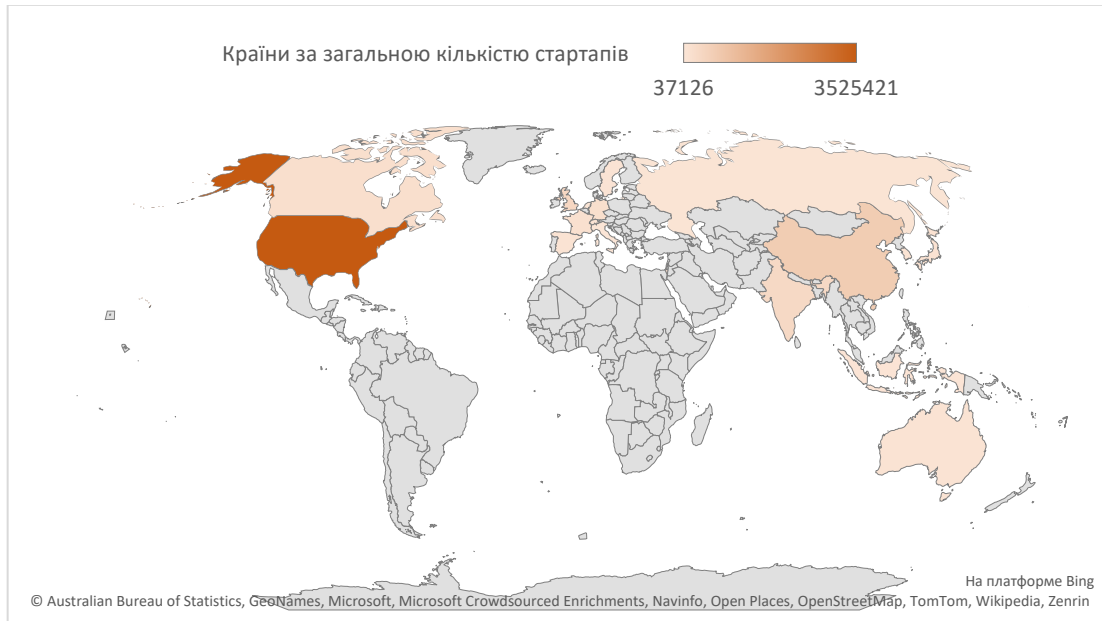 Країни за загальною кількістю стартапів
37126 3525421
На платформе Bing
© Australian Bureau of Statistics, GeoNames, Microsoft, Microsoft Crowdsourced Enrichments, Navinfo, Open Places, OpenStreetMap, TomTom, Wikipedia, Zenrin